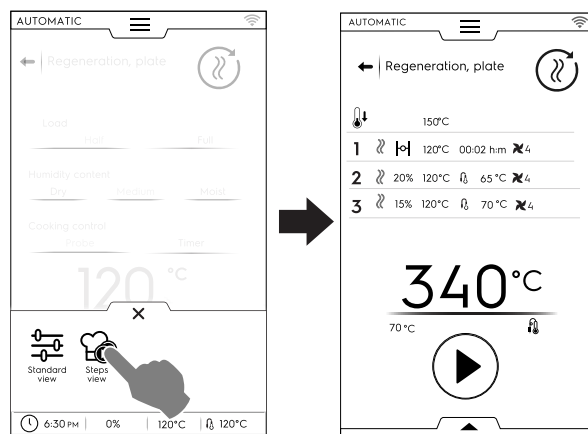 AUTOMATIC
Regeneration, plate
Load
Half Full
Humidity content
Dry Medium Moist
Cooking control
Probe Timer
120 °C
Standard view
Steps view
6:30 PM 0% 120°C 120°C
AUTOMATIC
Regeneration, plate
150°C
1 120°C 00:02 h:m 4
2 20% 120°C 65 °C 4
3 15% 120°C 70 °C 4
340 °C
70 °C